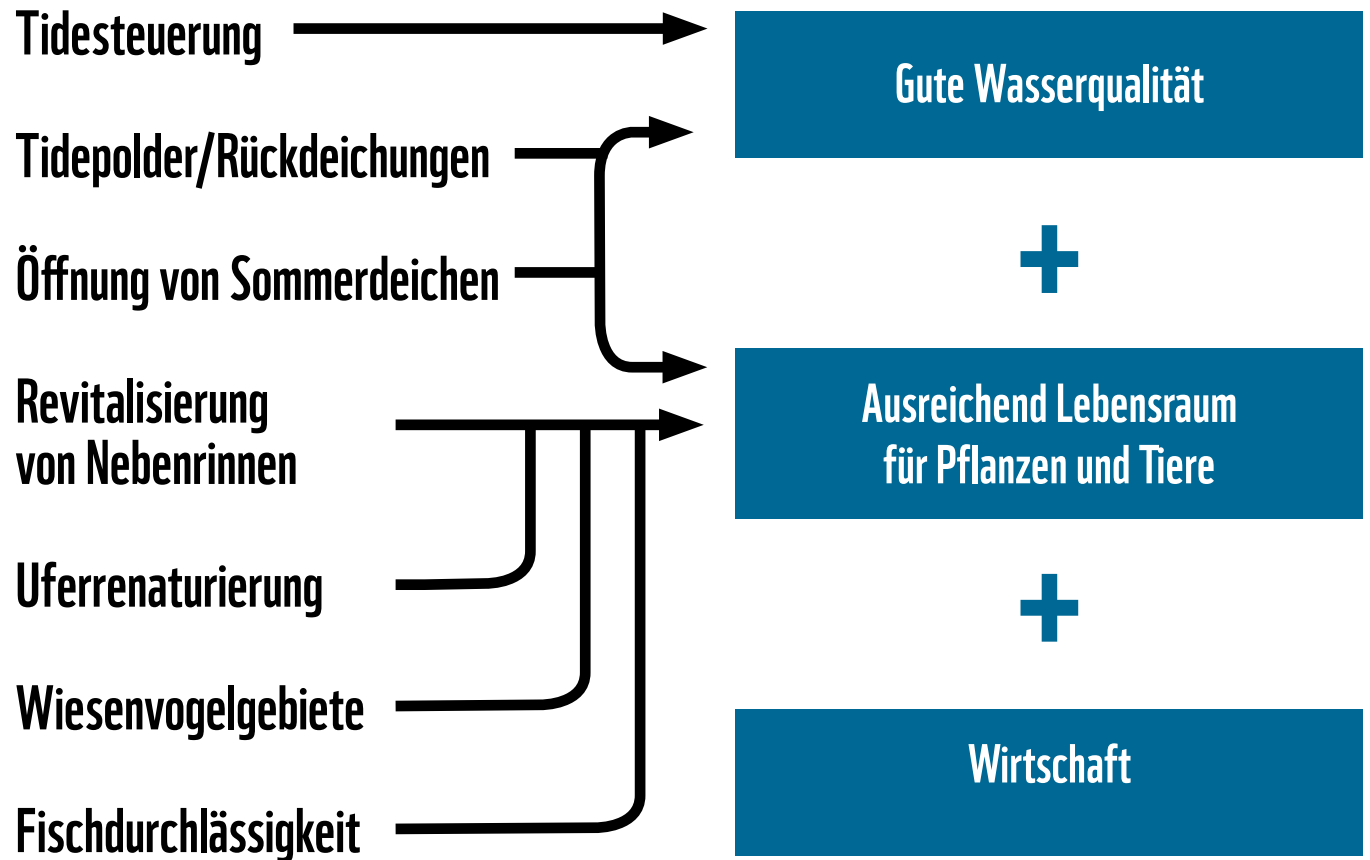 Tidesteuerung
Gute Wasserqualität
Tidepolder/Rückdeichungen
+
Öffnung von Sommerdeichen
Revitalisierung
von Nebenrinnen
Ausreichend Lebensraum
für Pflanzen und Tiere
Uferrenaturierung
+
Wiesenvogelgebiete
Wirtschaft
Fischdurchlässigkeit